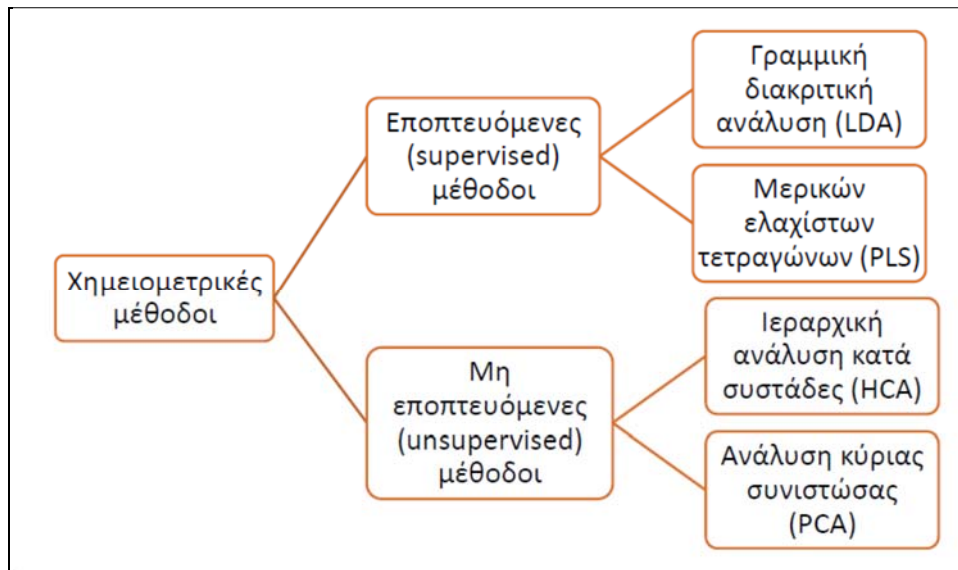 Χημειομετρικές
μέθοδοι
Εποπτευόμενες
(supervised)
μέθοδοι
Γραμμική
διακριτική
ανάλυση (LDA)
Μερικών
ελαχίστων
τετραγώνων (PLS)
Μη
εποπτευόμενες
(unsupervised)
μέθοδοι
Ιεραρχική
ανάλυση κατά
συστάδες (HCA)
Ανάλυση κύριας
συνιστώσας
(PCA)